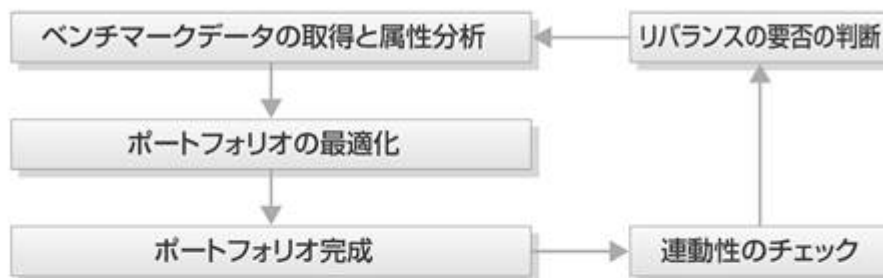 ベンチマークデータの取得と属性分析
リバランスの要否の判断
ポートフォリオの最適化
ポートフォリオ完成
連動性のチェック